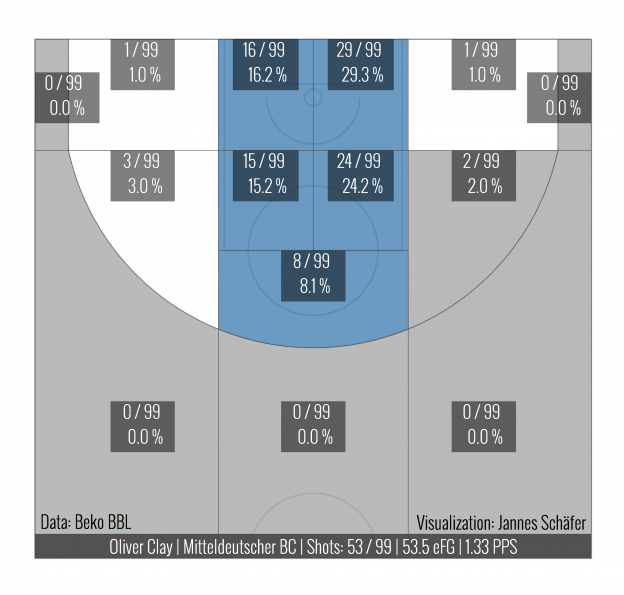 1 / 99
1.0 %
16 / 99
16.2 %
29 / 99
29.3 %
1 / 99
1.0 %
0 / 99
0.0 %
0 / 99
0.0 %
3 / 99
3.0 %
15 / 99
15.2 %
24 / 99
24.2 %
2 / 99
2.0 %
8 / 99
8.1 %
0 / 99
0.0 %
0 / 99
0.0 %
0 / 99
0.0 %
Data: Beko BBL
Visualization: Jannes Schäfer
Oliver Clay | Mitteldeutscher BC | Shots: 53 / 99 | 53.5 eFG | 1.33 PPS